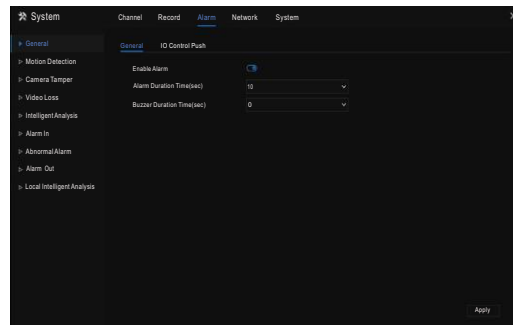 System
Channel Record Alarm Network System
General
Motion Detection
Camera Tamper
Video Loss
Intelligent Analysis
Alarm In
Abnormal Alarm
Alarm Out
Local Intelligent Analysis
General IO Control Push
Enable Alarm
Alarm Duration Time(sec) 10
Buzzer Duration Time(sec) 0
Apply